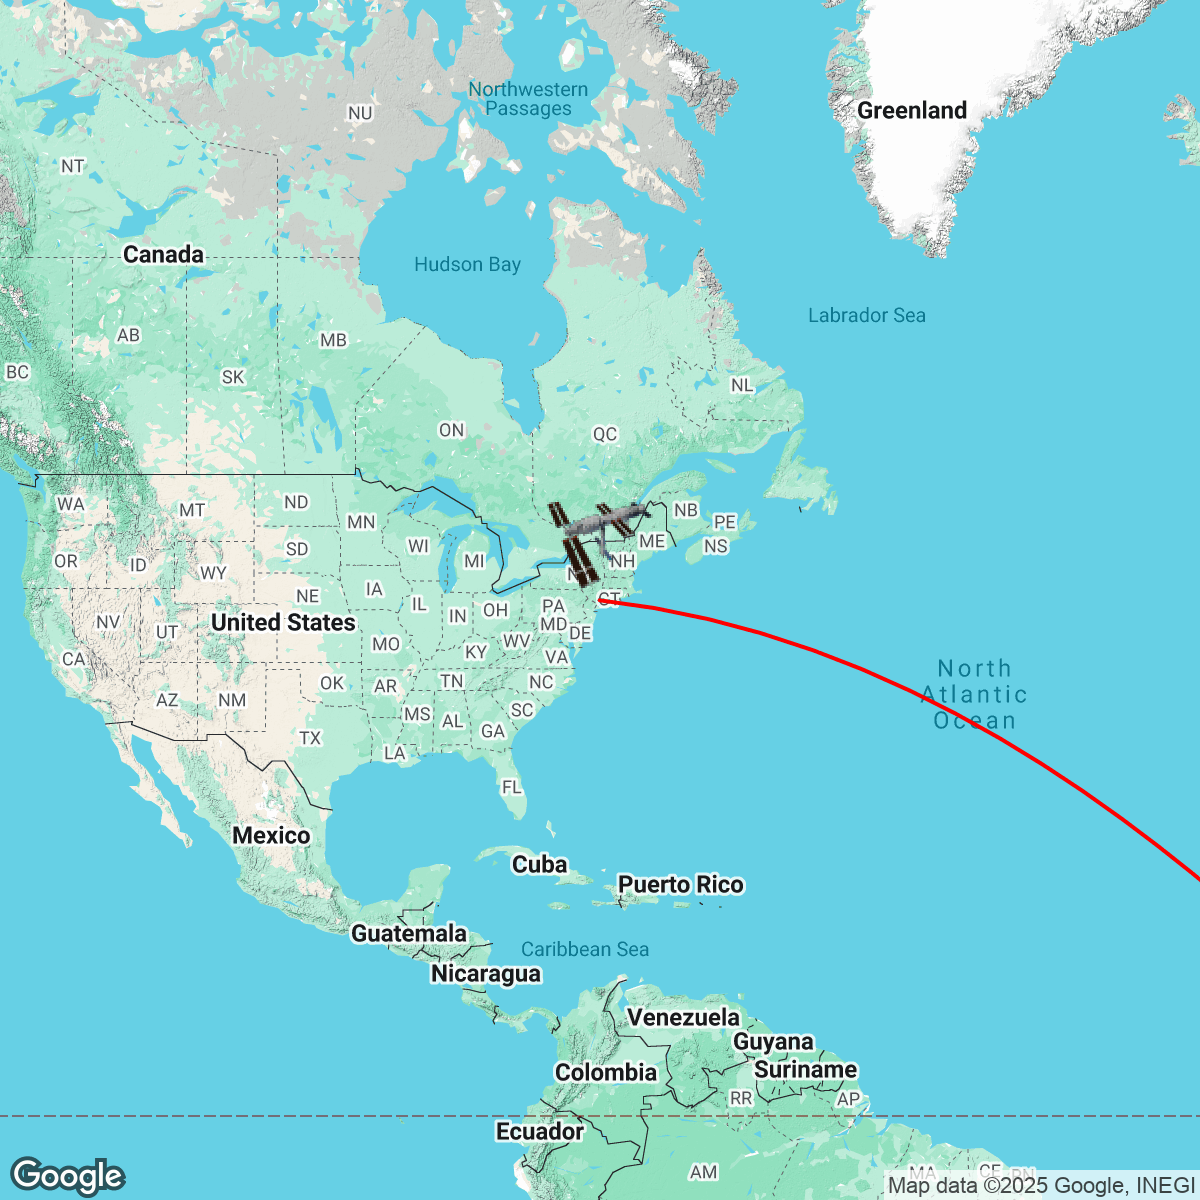 Northwestern
Passages
NU
Greenland
NT
Canada
Hudson Bay
Labrador Sea
AB
MB
BC
SK
NL
ON
QC
WA
MT
ND
MN
NB
PE
OR
ID
SD
WI
MI
ME
NS
WY
NH
NE
IA
IL
IN
OH
PA
CT
NV
UT
United States
MD
DE
CA
MO
KY
WV
VA
AZ
NM
OK
AR
TN
NC
North
Atlantic
Ocean
MS
AL
SC
GA
TX
LA
FL
Mexico
Cuba
Puerto Rico
Guatemala
Caribbean Sea
Nicaragua
Venezuela
Guyana
Colombia
Suriname
RR
AP
Ecuador
AM
MA
CE
RN
Google
Map data ©2025 Google, INEGI